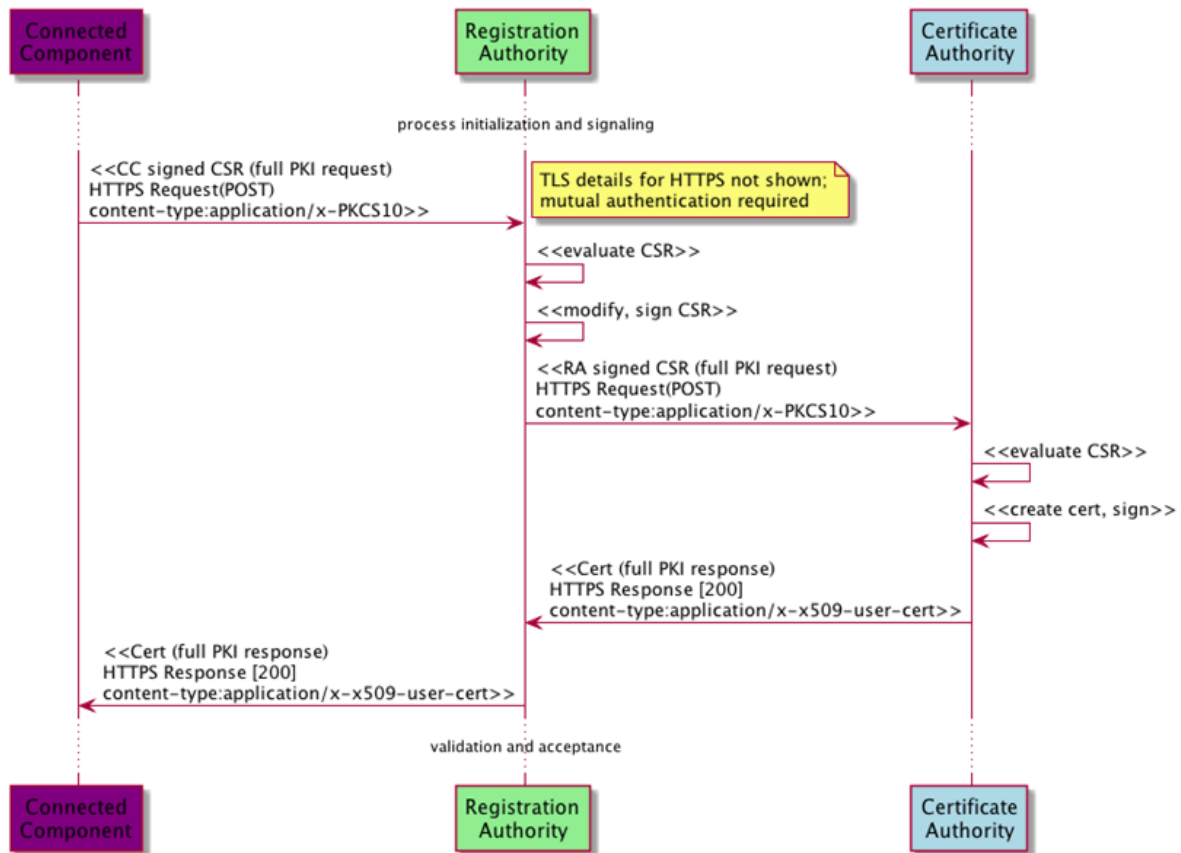 Connected
Component
Registration
Authority
Certificate
Authority
process initialization and signaling
<<CC signed CSR (full PKI request)
HTTPS Request(POST)
content-type:application/x-PKCS10>>
TLS details for HTTPS not shown;
mutual authentication required
<<evaluate CSR>>
<<modify, sign CSR>>
<<RA signed CSR (full PKI request)
HTTPS Request(POST)
content-type:application/x-PKCS10>>
<<evaluate CSR>>
<<create cert, sign>>
<<Cert (full PKI response)
HTTPS Response [200]
content-type:application/x-x509-user-cert>>
<<Cert (full PKI response)
HTTPS Response [200]
content-type:application/x-x509-user-cert>>
validation and acceptance
Connected
Component
Registration
Authority
Certificate
Authority